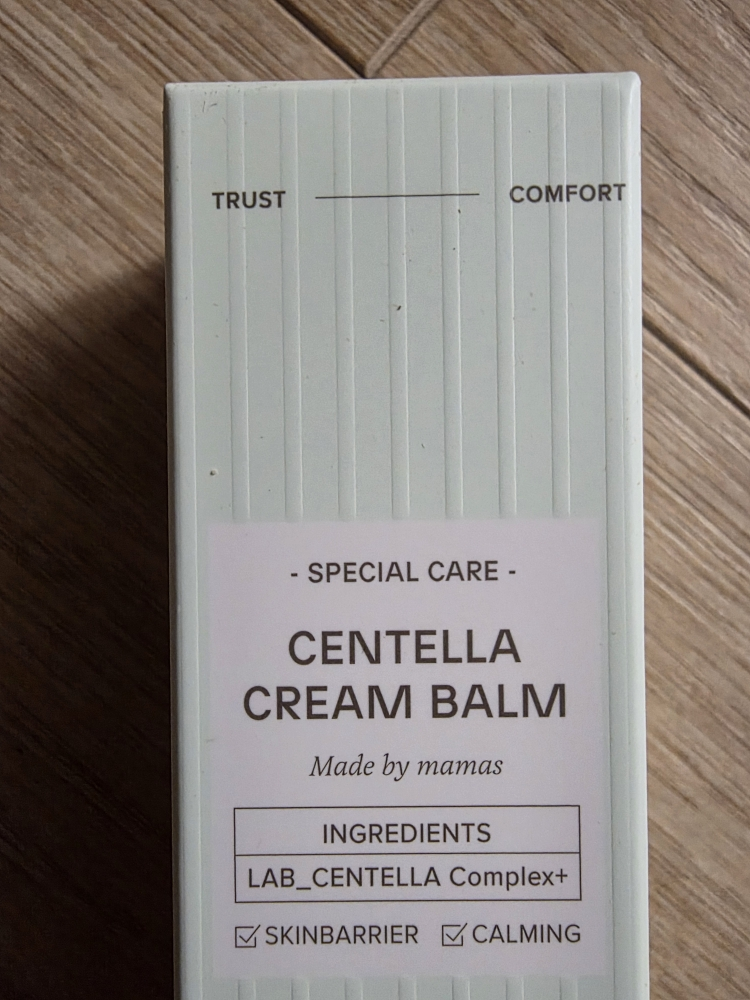 TRUST COMFORT
- SPECIAL CARE -
CENTELLA
CREAM BALM
Made by mamas
INGREDIENTS
LAB_CENTELLA Complex+
SKINBARRIER CALMING